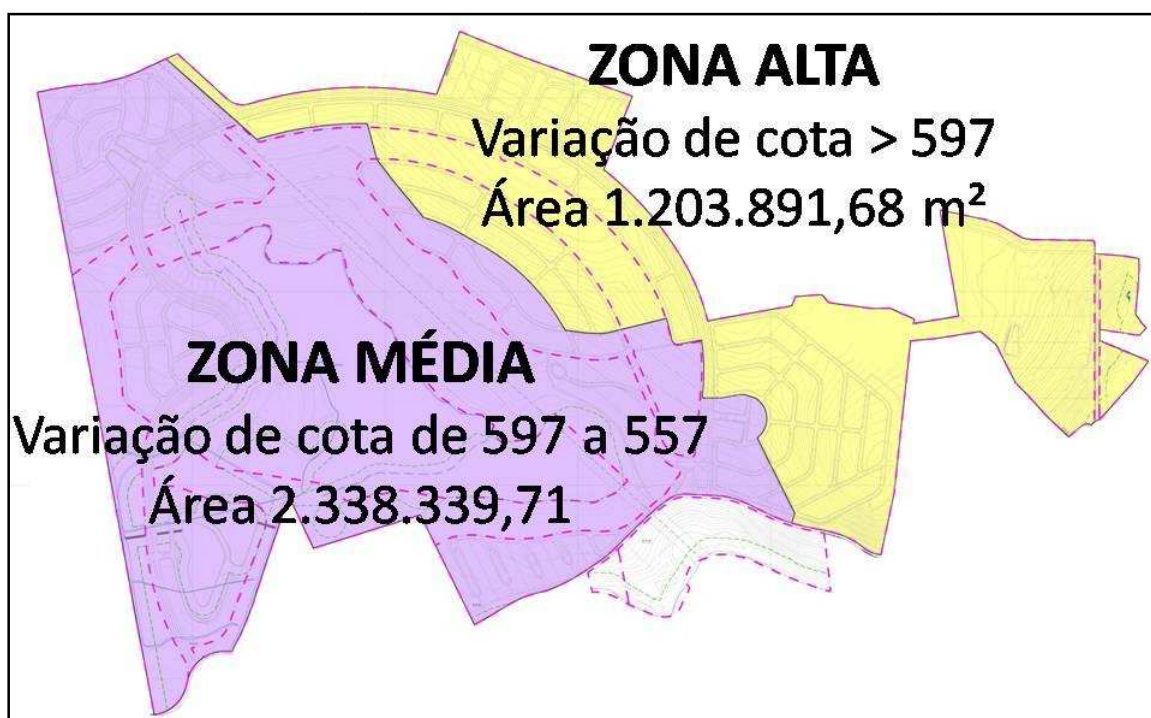 ZONA ALTA
Variação de cota > 597
Área 1.203.891,68 m²
ZONA MÉDIA
Variação de cota de 597 a 557
Área 2.338.339,71